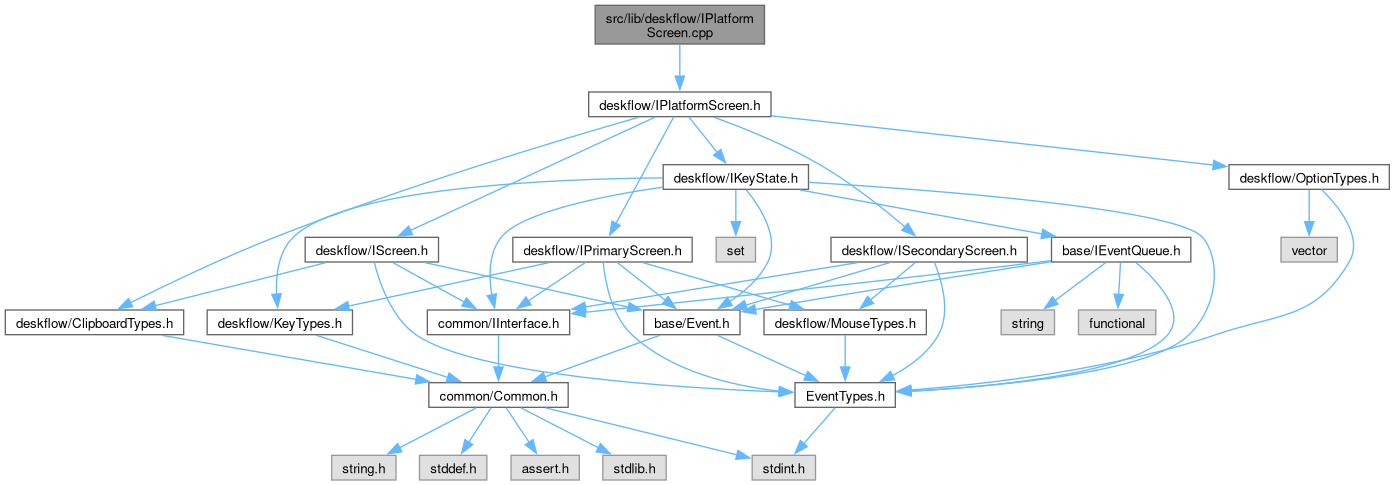 src/lib/deskflow/IPlatform
Screen.cpp
deskflow/IPlatformScreen.h
deskflow/IKeyState.h
deskflow/OptionTypes.h
deskflow/IScreen.h
deskflow/IPrimaryScreen.h
set
deskflow/ISecondaryScreen.h
base/IEventQueue.h
vector
deskflow/ClipboardTypes.h
deskflow/KeyTypes.h
common/IInterface.h
base/Event.h
deskflow/MouseTypes.h
string
functional
common/Common.h
EventTypes.h
string.h
stddef.h
assert.h
stdlib.h
stdint.h